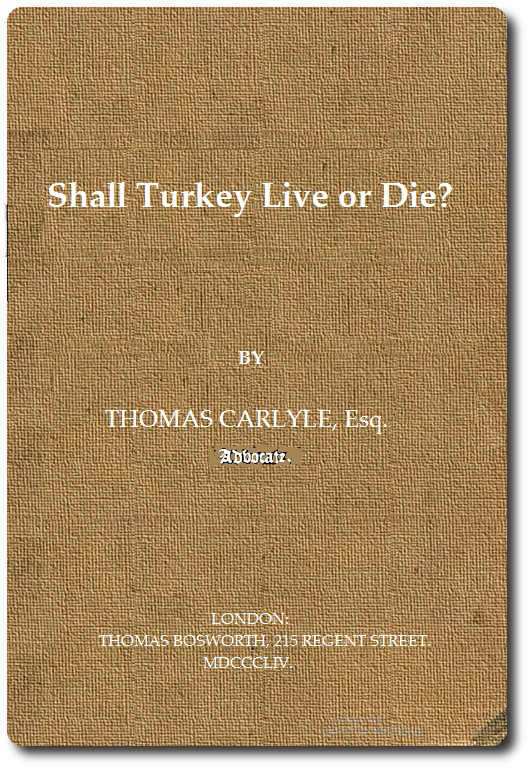 Shall Turkey Live or Die?
BY
THOMAS CARLYLE, Esq.
Advocate.
LONDON:
THOMAS BOSWORTH, 215 REGENT STREET.
MDCCCLIV.